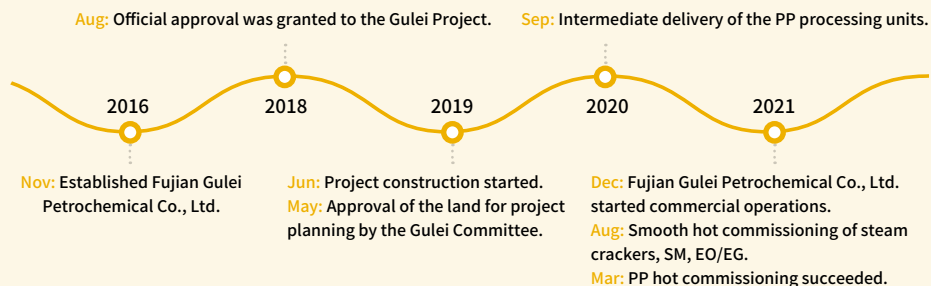 Aug: Official approval was granted to the Gulei Project.
Sep: Intermediate delivery of the PP processing units.
2016
2018
2019
2020
2021
Nov: Established Fujian Gulei
Petrochemical Co., Ltd.
Jun: Project construction started.
May: Approval of the land for project
planning by the Gulei Committee.
Dec: Fujian Gulei Petrochemical Co., Ltd.
started commercial operations.
Aug: Smooth hot commissioning of steam
crackers, SM, EO/EG.
Mar: PP hot commissioning succeeded.